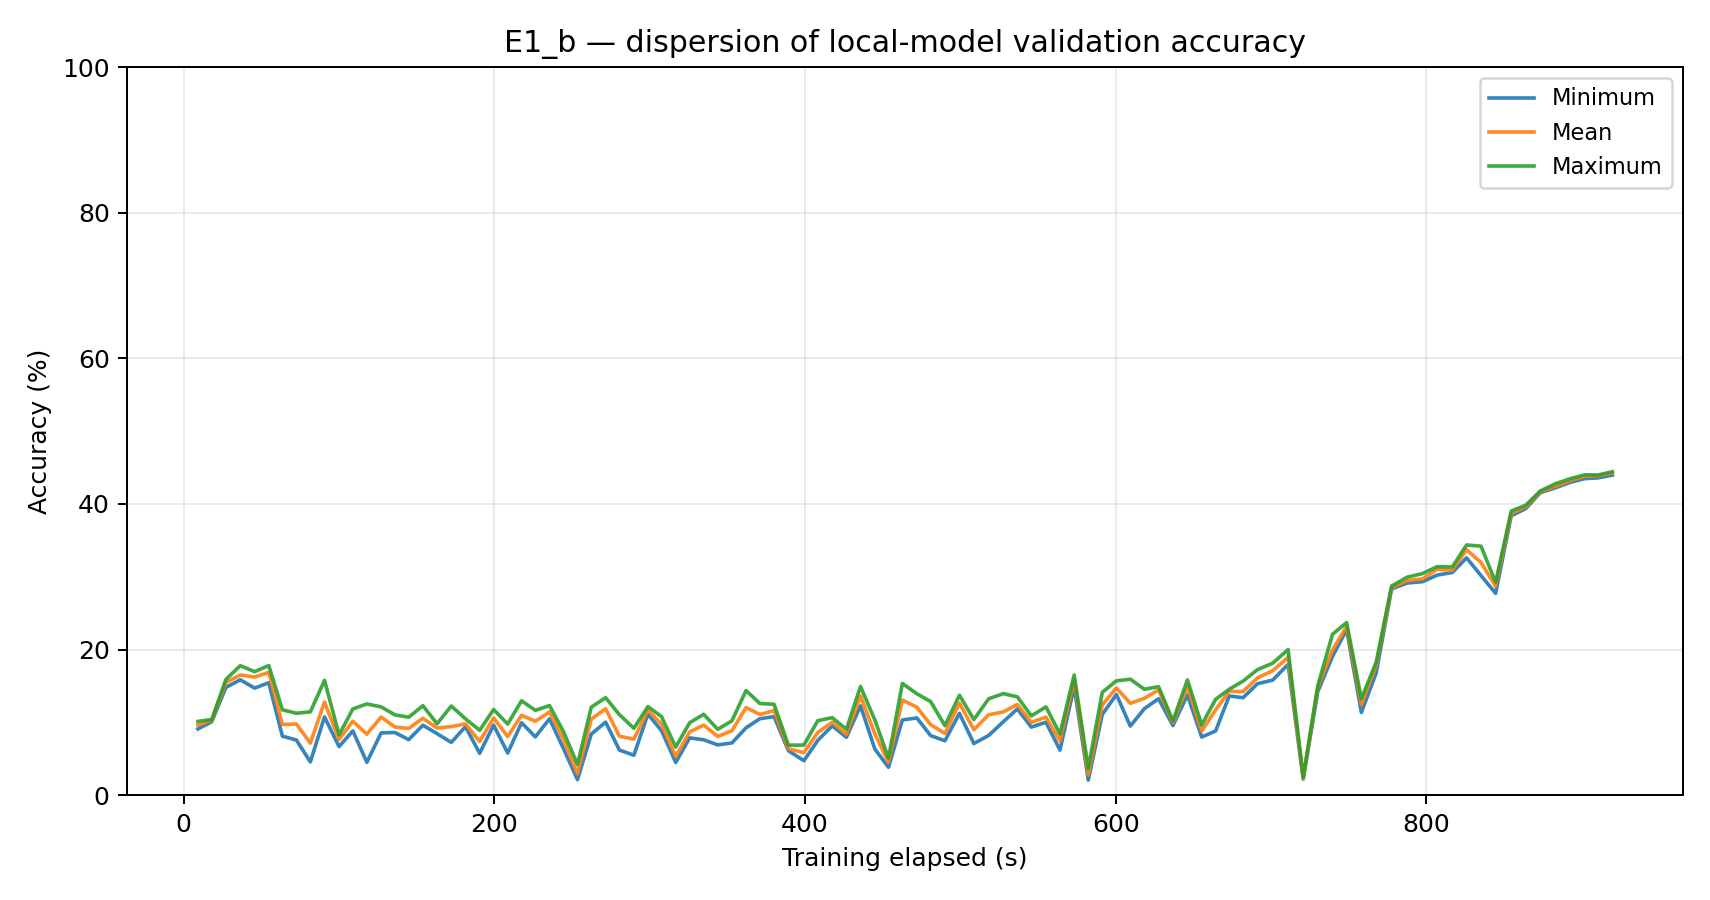 E1_b — dispersion of local-model validation accuracy
100
80
60
40
20
0
Accuracy (%)
Minimum
Mean
Maximum
0 200 400 600 800
Training elapsed (s)